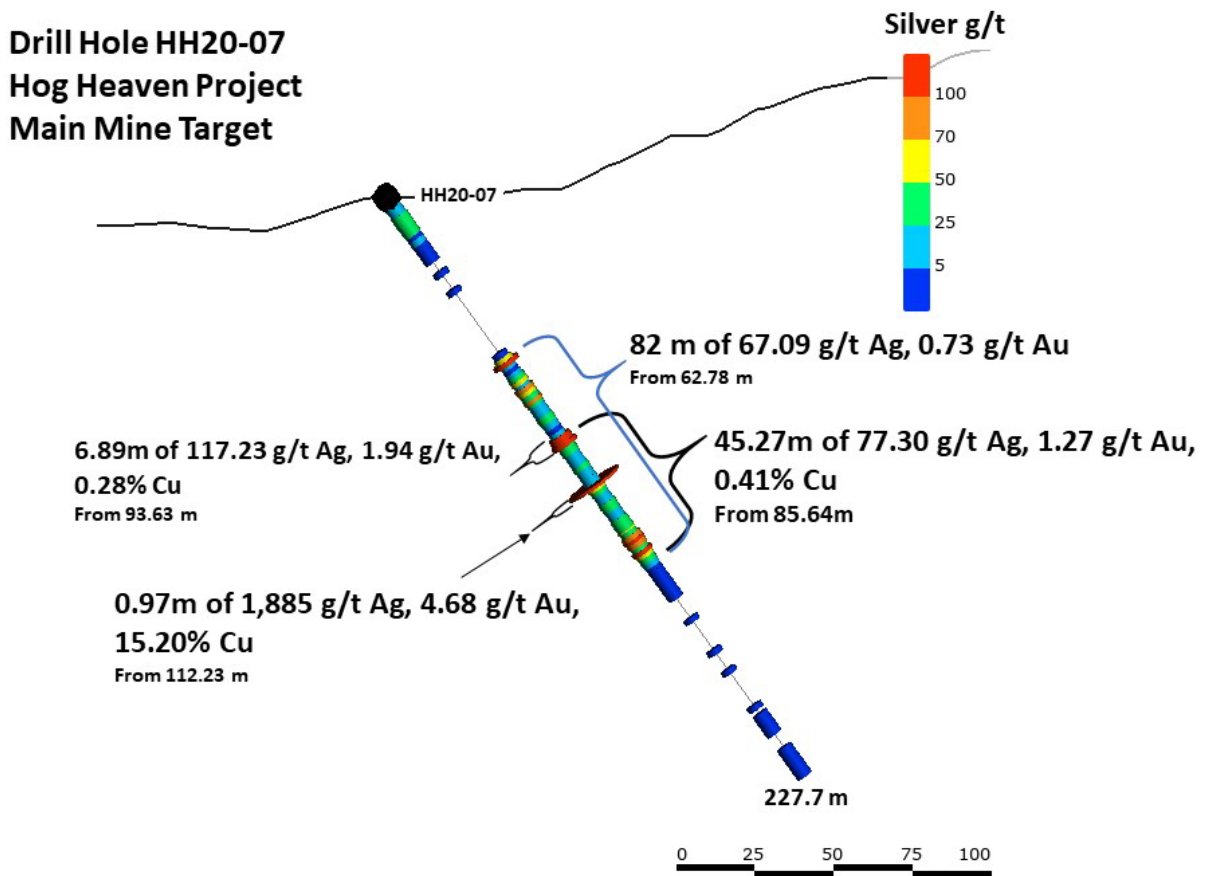 Drill Hole HH20-07
Hog Heaven Project
Main Mine Target
Silver g/t
100
70
50
25
5
HH20-07
82 m of 67.09 g/t Ag, 0.73 g/t Au
From 62.78 m
45.27m of 77.30 g/t Ag, 1.27 g/t Au,
0.41% Cu
From 85.64m
6.89m of 117.23 g/t Ag, 1.94 g/t Au,
0.28% Cu
From 93.63 m
0.97m of 1,885 g/t Ag, 4.68 g/t Au,
15.20% Cu
From 112.23 m
227.7 m
0 25 50 75 100